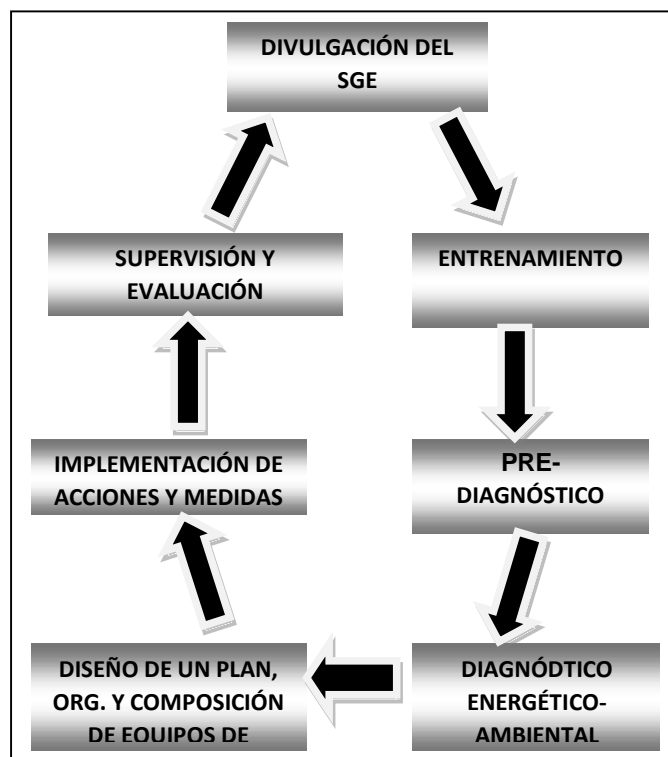 DIVULGACIÓN DEL
SGE
ENTRENAMIENTO
PRE-
DIAGNÓSTICO
DIAGNÓDTICO
ENERGÉTICO-
AMBIENTAL
DISEÑO DE UN PLAN,
ORG. Y COMPOSICIÓN
DE EQUIPOS DE
IMPLEMENTACIÓN DE
ACCIONES Y MEDIDAS
SUPERVISIÓN Y
EVALUACIÓN